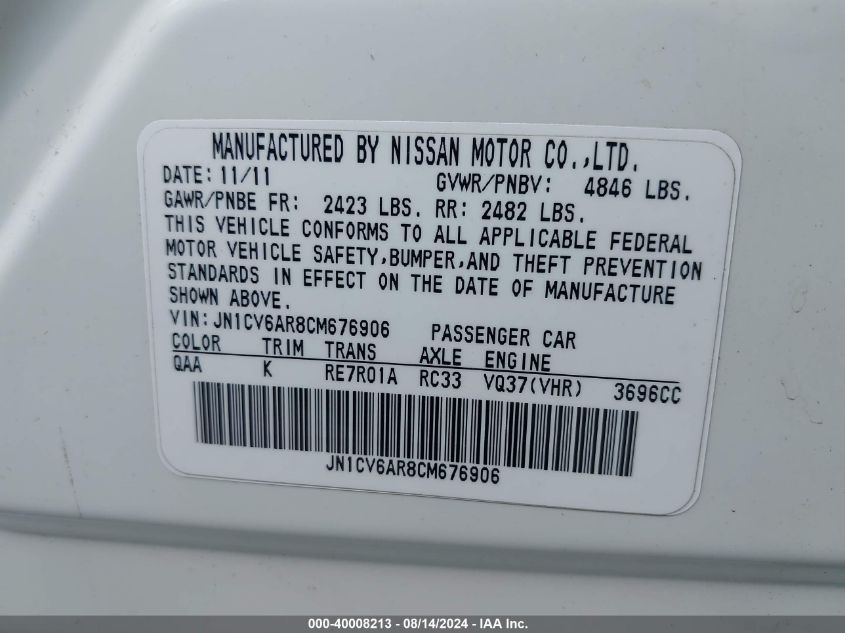 MANUFACTURED BY NISSAN MOTOR CO.,LTD.
DATE: 11/11 GVWR/PNBV: 4846 LBS.
GAWR/PNBE FR: 2423 LBS. RR: 2482 LBS.
THIS VEHICLE CONFORMS TO ALL APPLICABLE FEDERAL
MOTOR VEHICLE SAFETY,BUMPER,AND THEFT PREVENTION
STANDARDS IN EFFECT ON THE DATE OF MANUFACTURE
SHOWN ABOVE.
VIN: JN1CV6AR8CM676906 PASSENGER CAR
COLOR TRIM TRANS AXLE ENGINE
QAA K RE7R01A RC33 VQ37(VHR) 3696CC
JN1CV6AR8CM676906
000-40008213 - 08/14/2024 - IAA Inc.